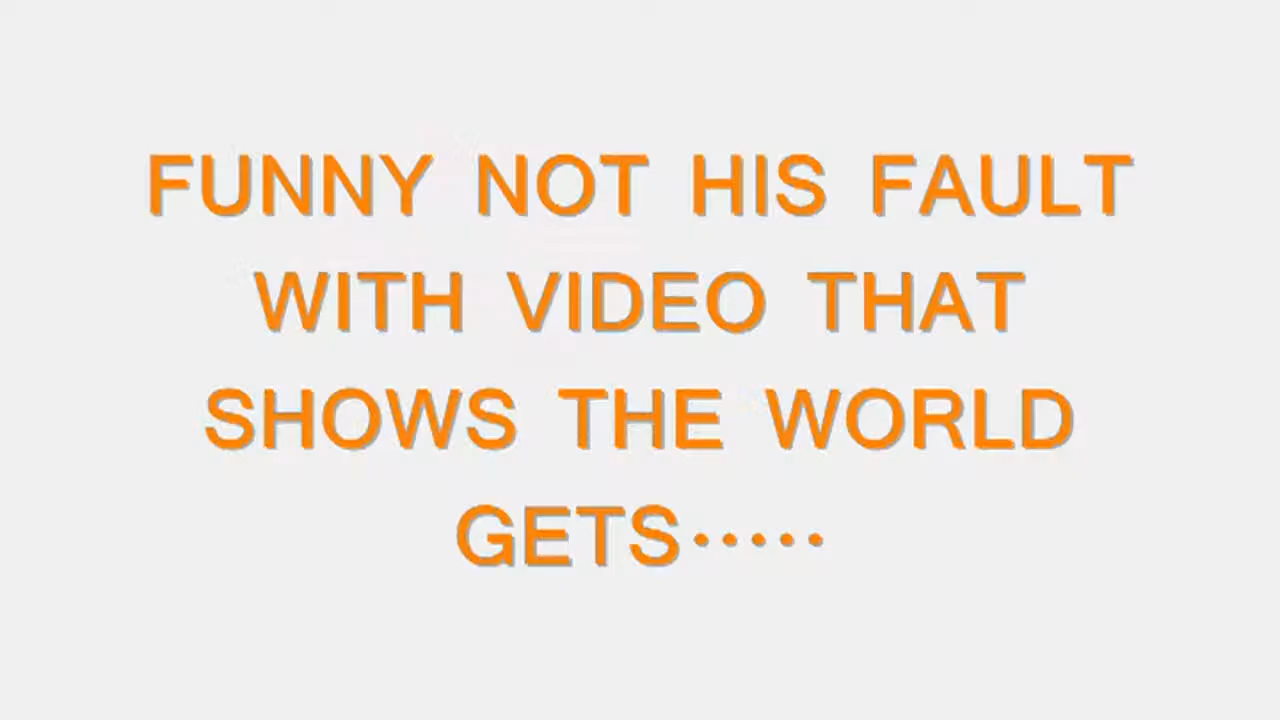 FUNNY NOT HIS FAULT
WITH VIDEO THAT
SHOWS THE WORLD
GETS·····